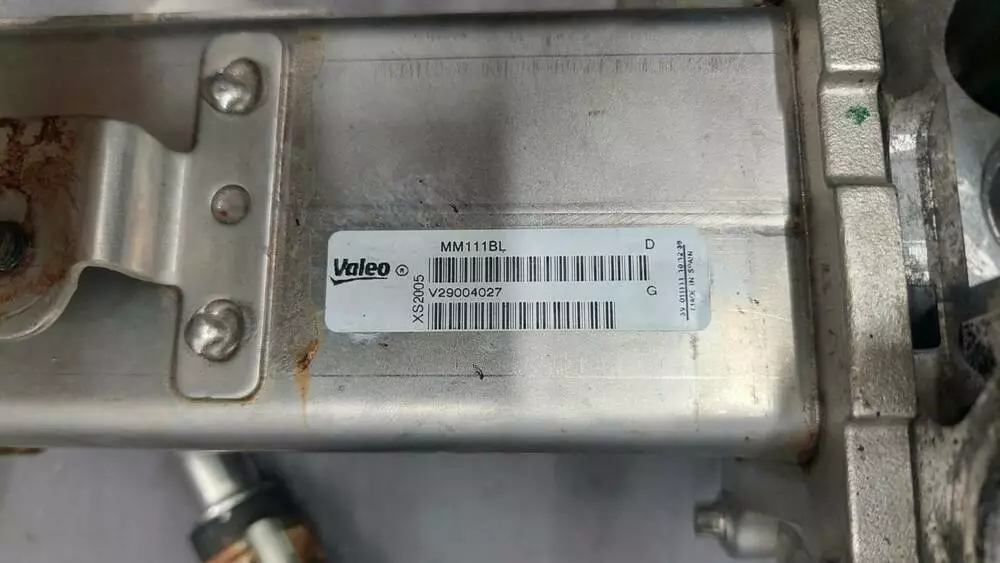 MM111BL D
Valeo ®
XS2005
V29004027 G
MADE IN SPAIN